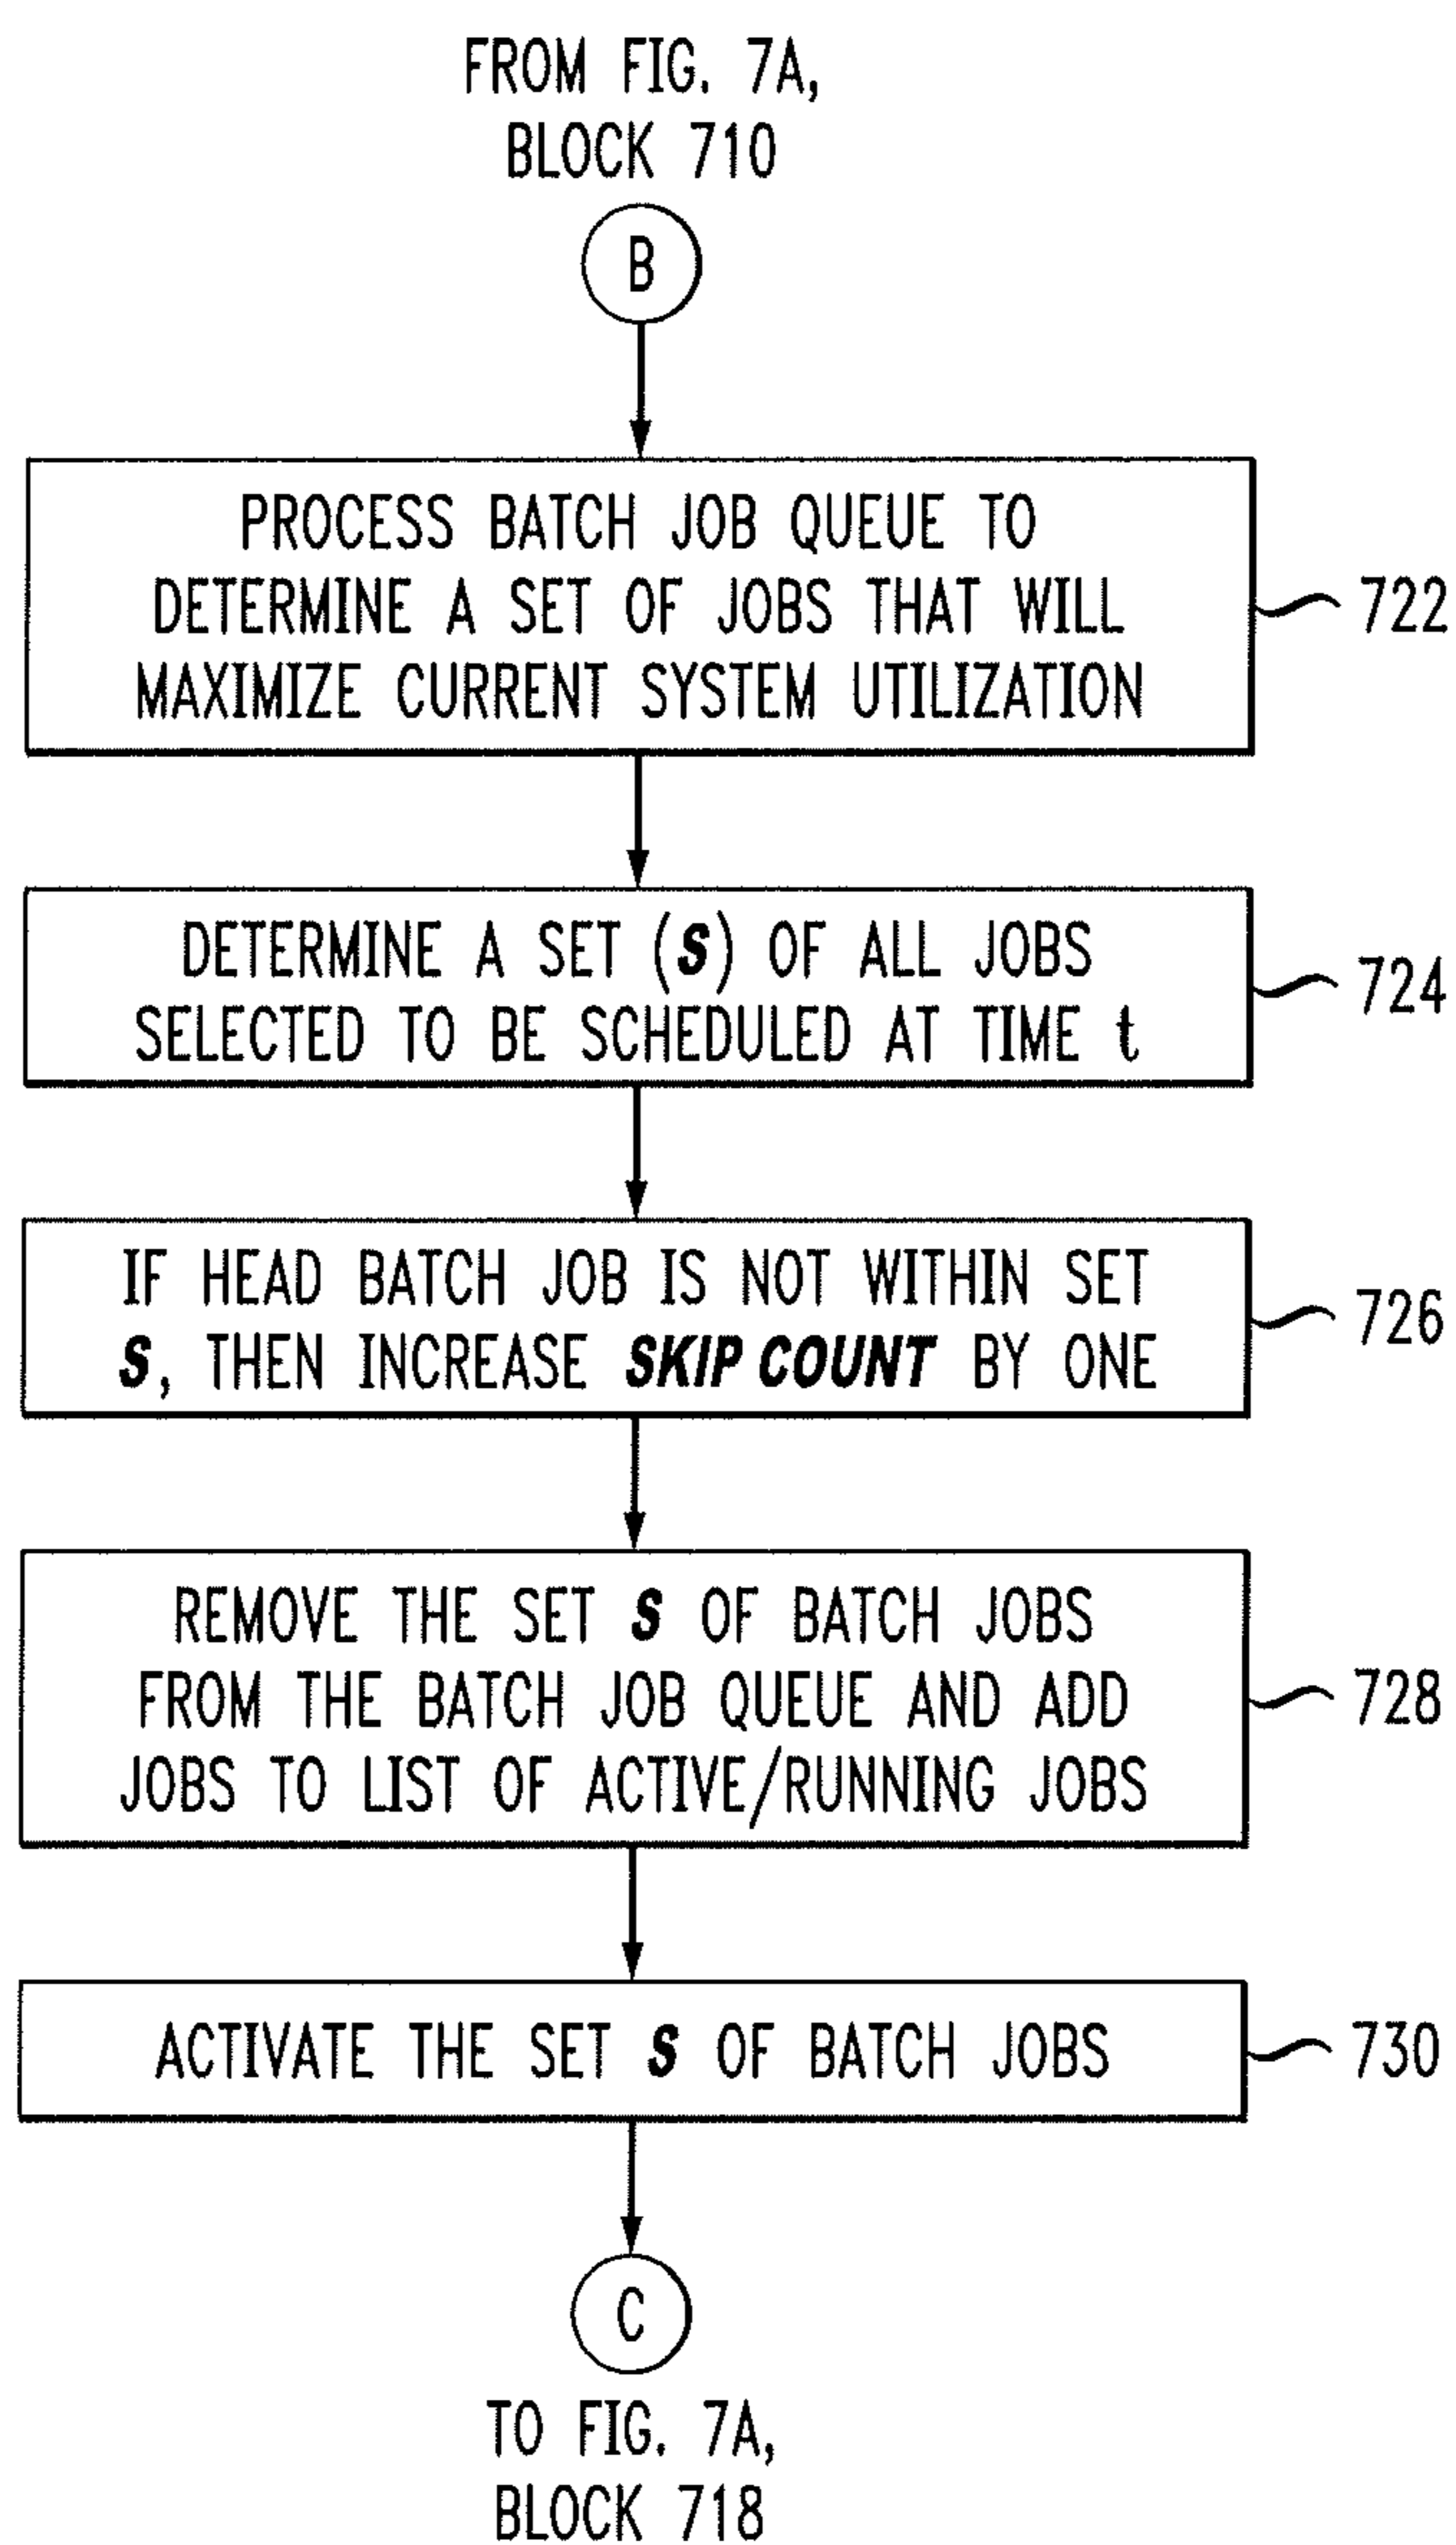 FROM FIG. 7A,
BLOCK 710
B
PROCESS BATCH JOB QUEUE TO
DETERMINE A SET OF JOBS THAT WILL
MAXIMIZE CURRENT SYSTEM UTILIZATION
722
DETERMINE A SET (S) OF ALL JOBS
SELECTED TO BE SCHEDULED AT TIME t
724
IF HEAD BATCH JOB IS NOT WITHIN SET
S, THEN INCREASE SKIP COUNT BY ONE
726
REMOVE THE SET S OF BATCH JOBS
FROM THE BATCH JOB QUEUE AND ADD
JOBS TO LIST OF ACTIVE/RUNNING JOBS
728
ACTIVATE THE SET S OF BATCH JOBS
730
C
TO FIG. 7A,
BLOCK 718